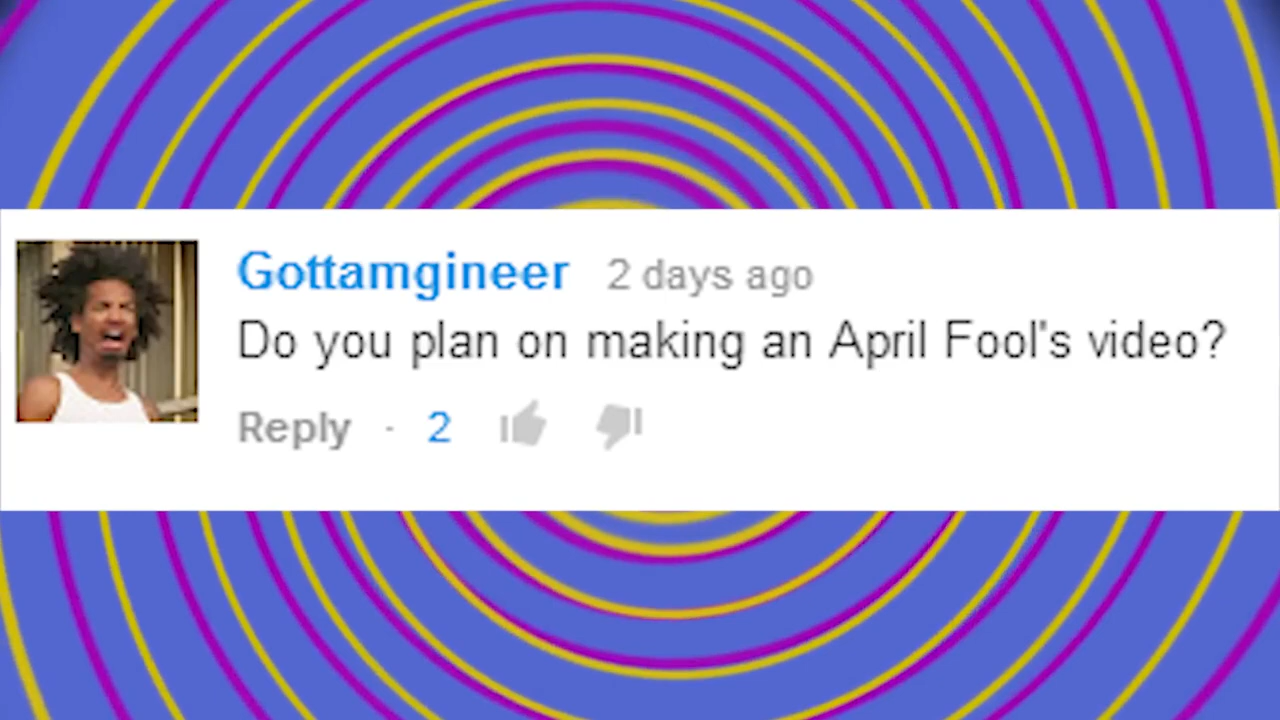 Gottamgineer 2 days ago
Do you plan on making an April Fool's video?
Reply · 2